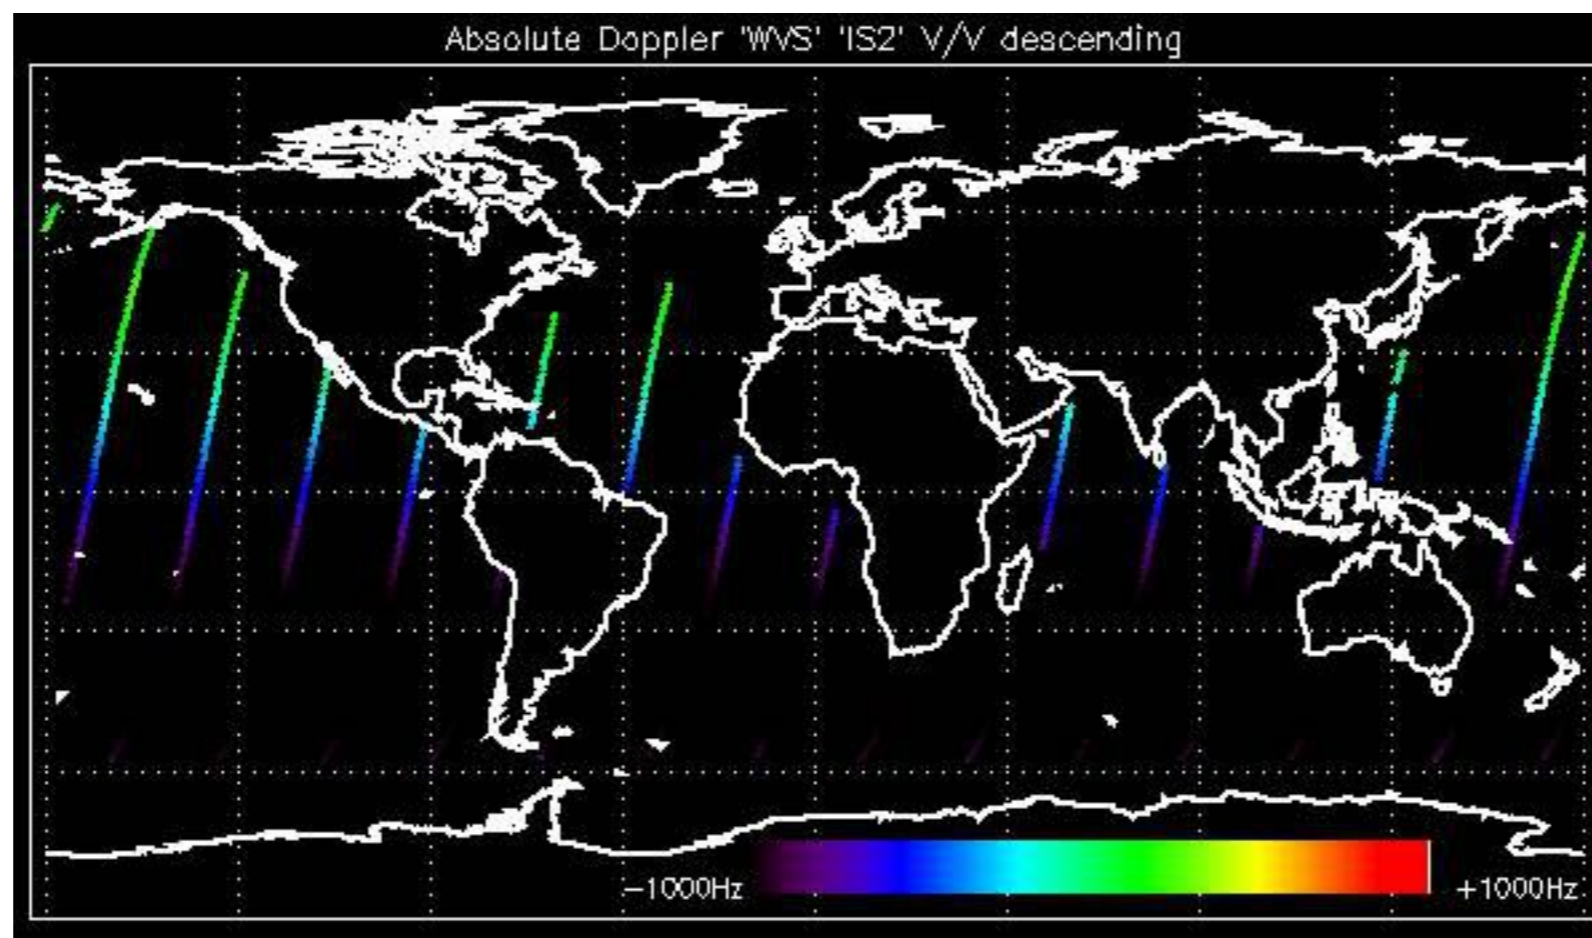 Absolute Doppler 'WVS' 'IS2' V/V descending
−1000Hz
+1000Hz